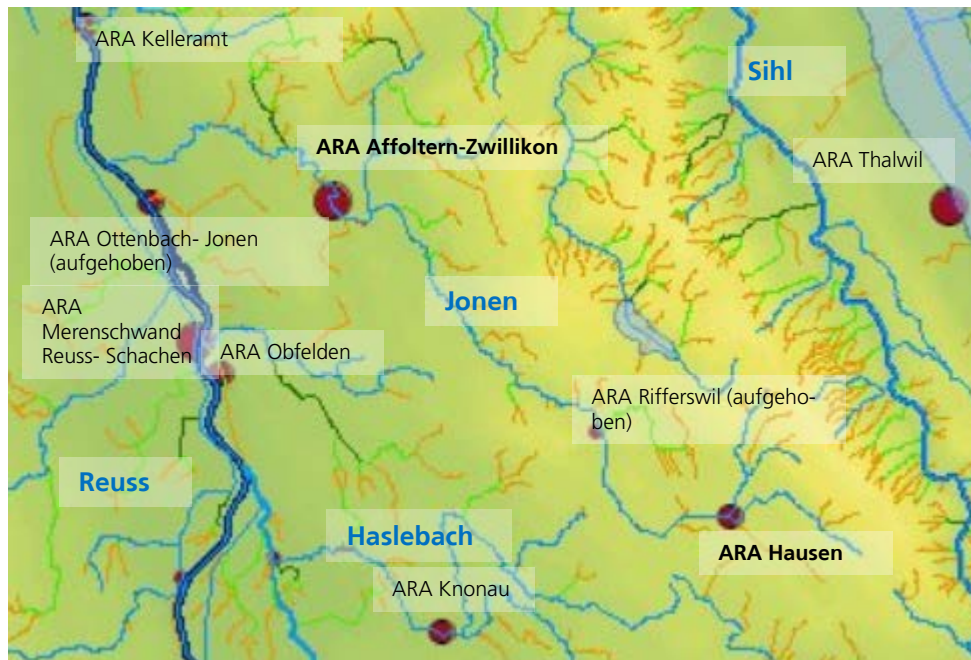 ARA Kelleramt
Sihl
ARA Affoltern-Zwillikon
ARA Thalwil
ARA Ottenbach- Jonen
(aufgehoben)
Jonen
ARA
Merenschwand
Reuss- Schachen
ARA Obfelden
ARA Rifferswil (aufgeho-
ben)
Reuss
Haslebach
ARA Hausen
ARA Knonau